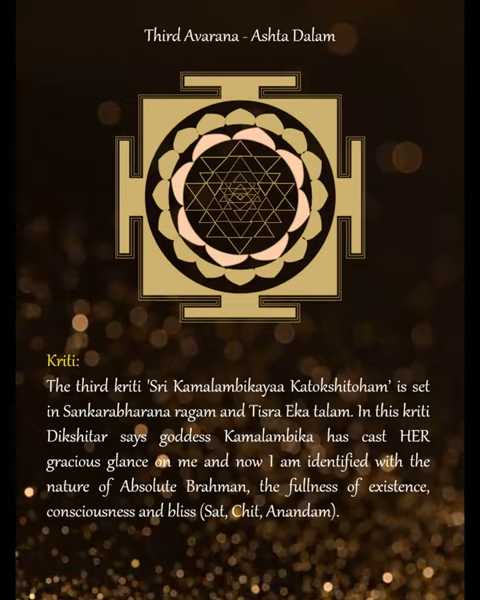 Third Avarana - Ashta Dalam
Kriti:
The third kriti 'Sri Kamalambikayaa Katokshitoham' is set
in Sankarabharana ragam and Tisra Eka talam. In this kriti
Dikshitar says goddess Kamalambika has cast HER
gracious glance on me and now I am identified with the
nature of Absolute Brahman, the fullness of existence,
consciousness and bliss (Sat, Chit, Anandam).